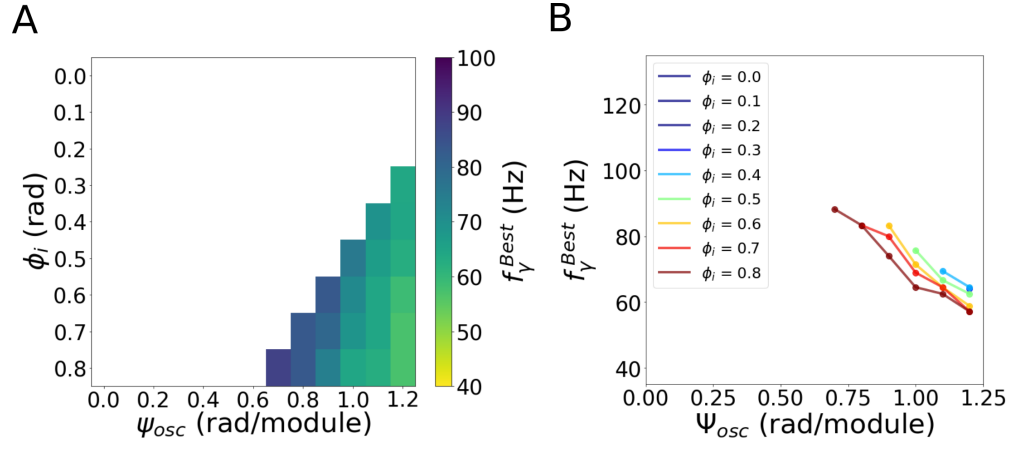 A
0.0
0.1
0.2
0.3
0.4
0.5
0.6
0.7
0.8
ϕi (rad)
0.0 0.2 0.4 0.6 0.8 1.0 1.2
ψosc (rad/module)
100
90
80
70
60
50
40
fγBest (Hz)
B
ϕi = 0.0
ϕi = 0.1
ϕi = 0.2
ϕi = 0.3
ϕi = 0.4
ϕi = 0.5
ϕi = 0.6
ϕi = 0.7
ϕi = 0.8
120
100
80
60
40
fγBest (Hz)
0.00 0.25 0.50 0.75 1.00 1.25
Ψosc (rad/module)